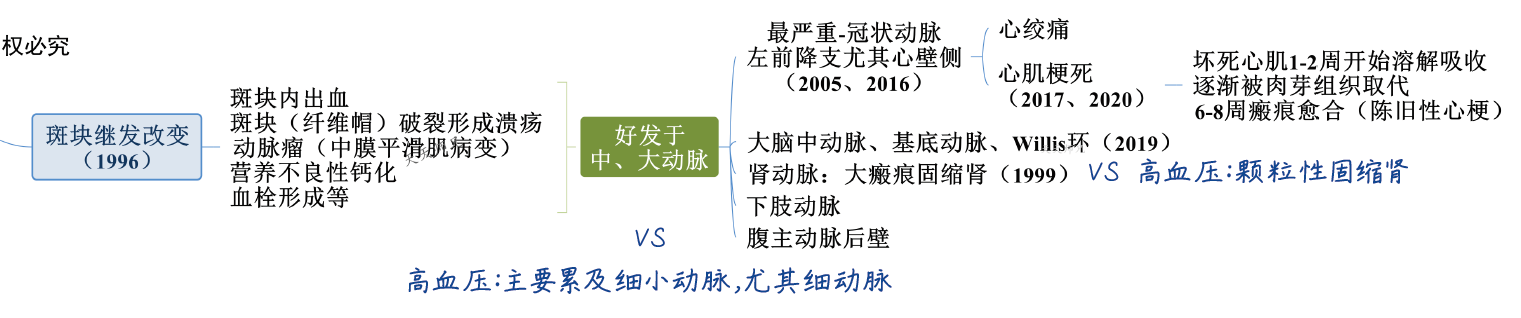 权必究
斑块继发改变
（1996）
斑块内出血
斑块（纤维帽）破裂形成溃疡
动脉瘤（中膜平滑肌病变）
营养不良性钙化
血栓形成等
好发于
中、大动脉
最严重-冠状动脉
左前降支尤其心壁侧
（2005、2016）
心绞痛
心肌梗死
（2017、2020）
坏死心肌1-2周开始溶解吸收
逐渐被肉芽组织取代
6-8周瘢痕愈合（陈旧性心梗）
大脑中动脉、基底动脉、Willis环（2019）
肾动脉：大瘢痕固缩肾（1999） VS 高血压:颗粒性固缩肾
下肢动脉
腹主动脉后壁
VS
高血压:主要累及细小动脉,尤其细动脉